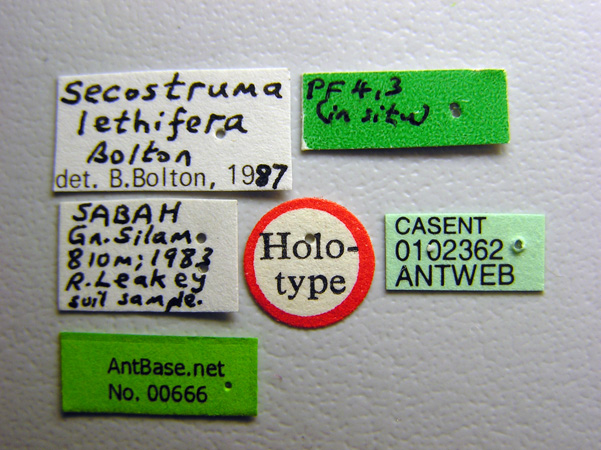 Secostruma
lethifera
Bolton
det. B.Bolton, 1987
PF 4,3
(in situ)
SABAH
Gn. Silam
810m; 1983
R. Leakey
soil sample.
Holo-
type
CASENT
0102362
ANTWEB
AntBase.net
No. 00666